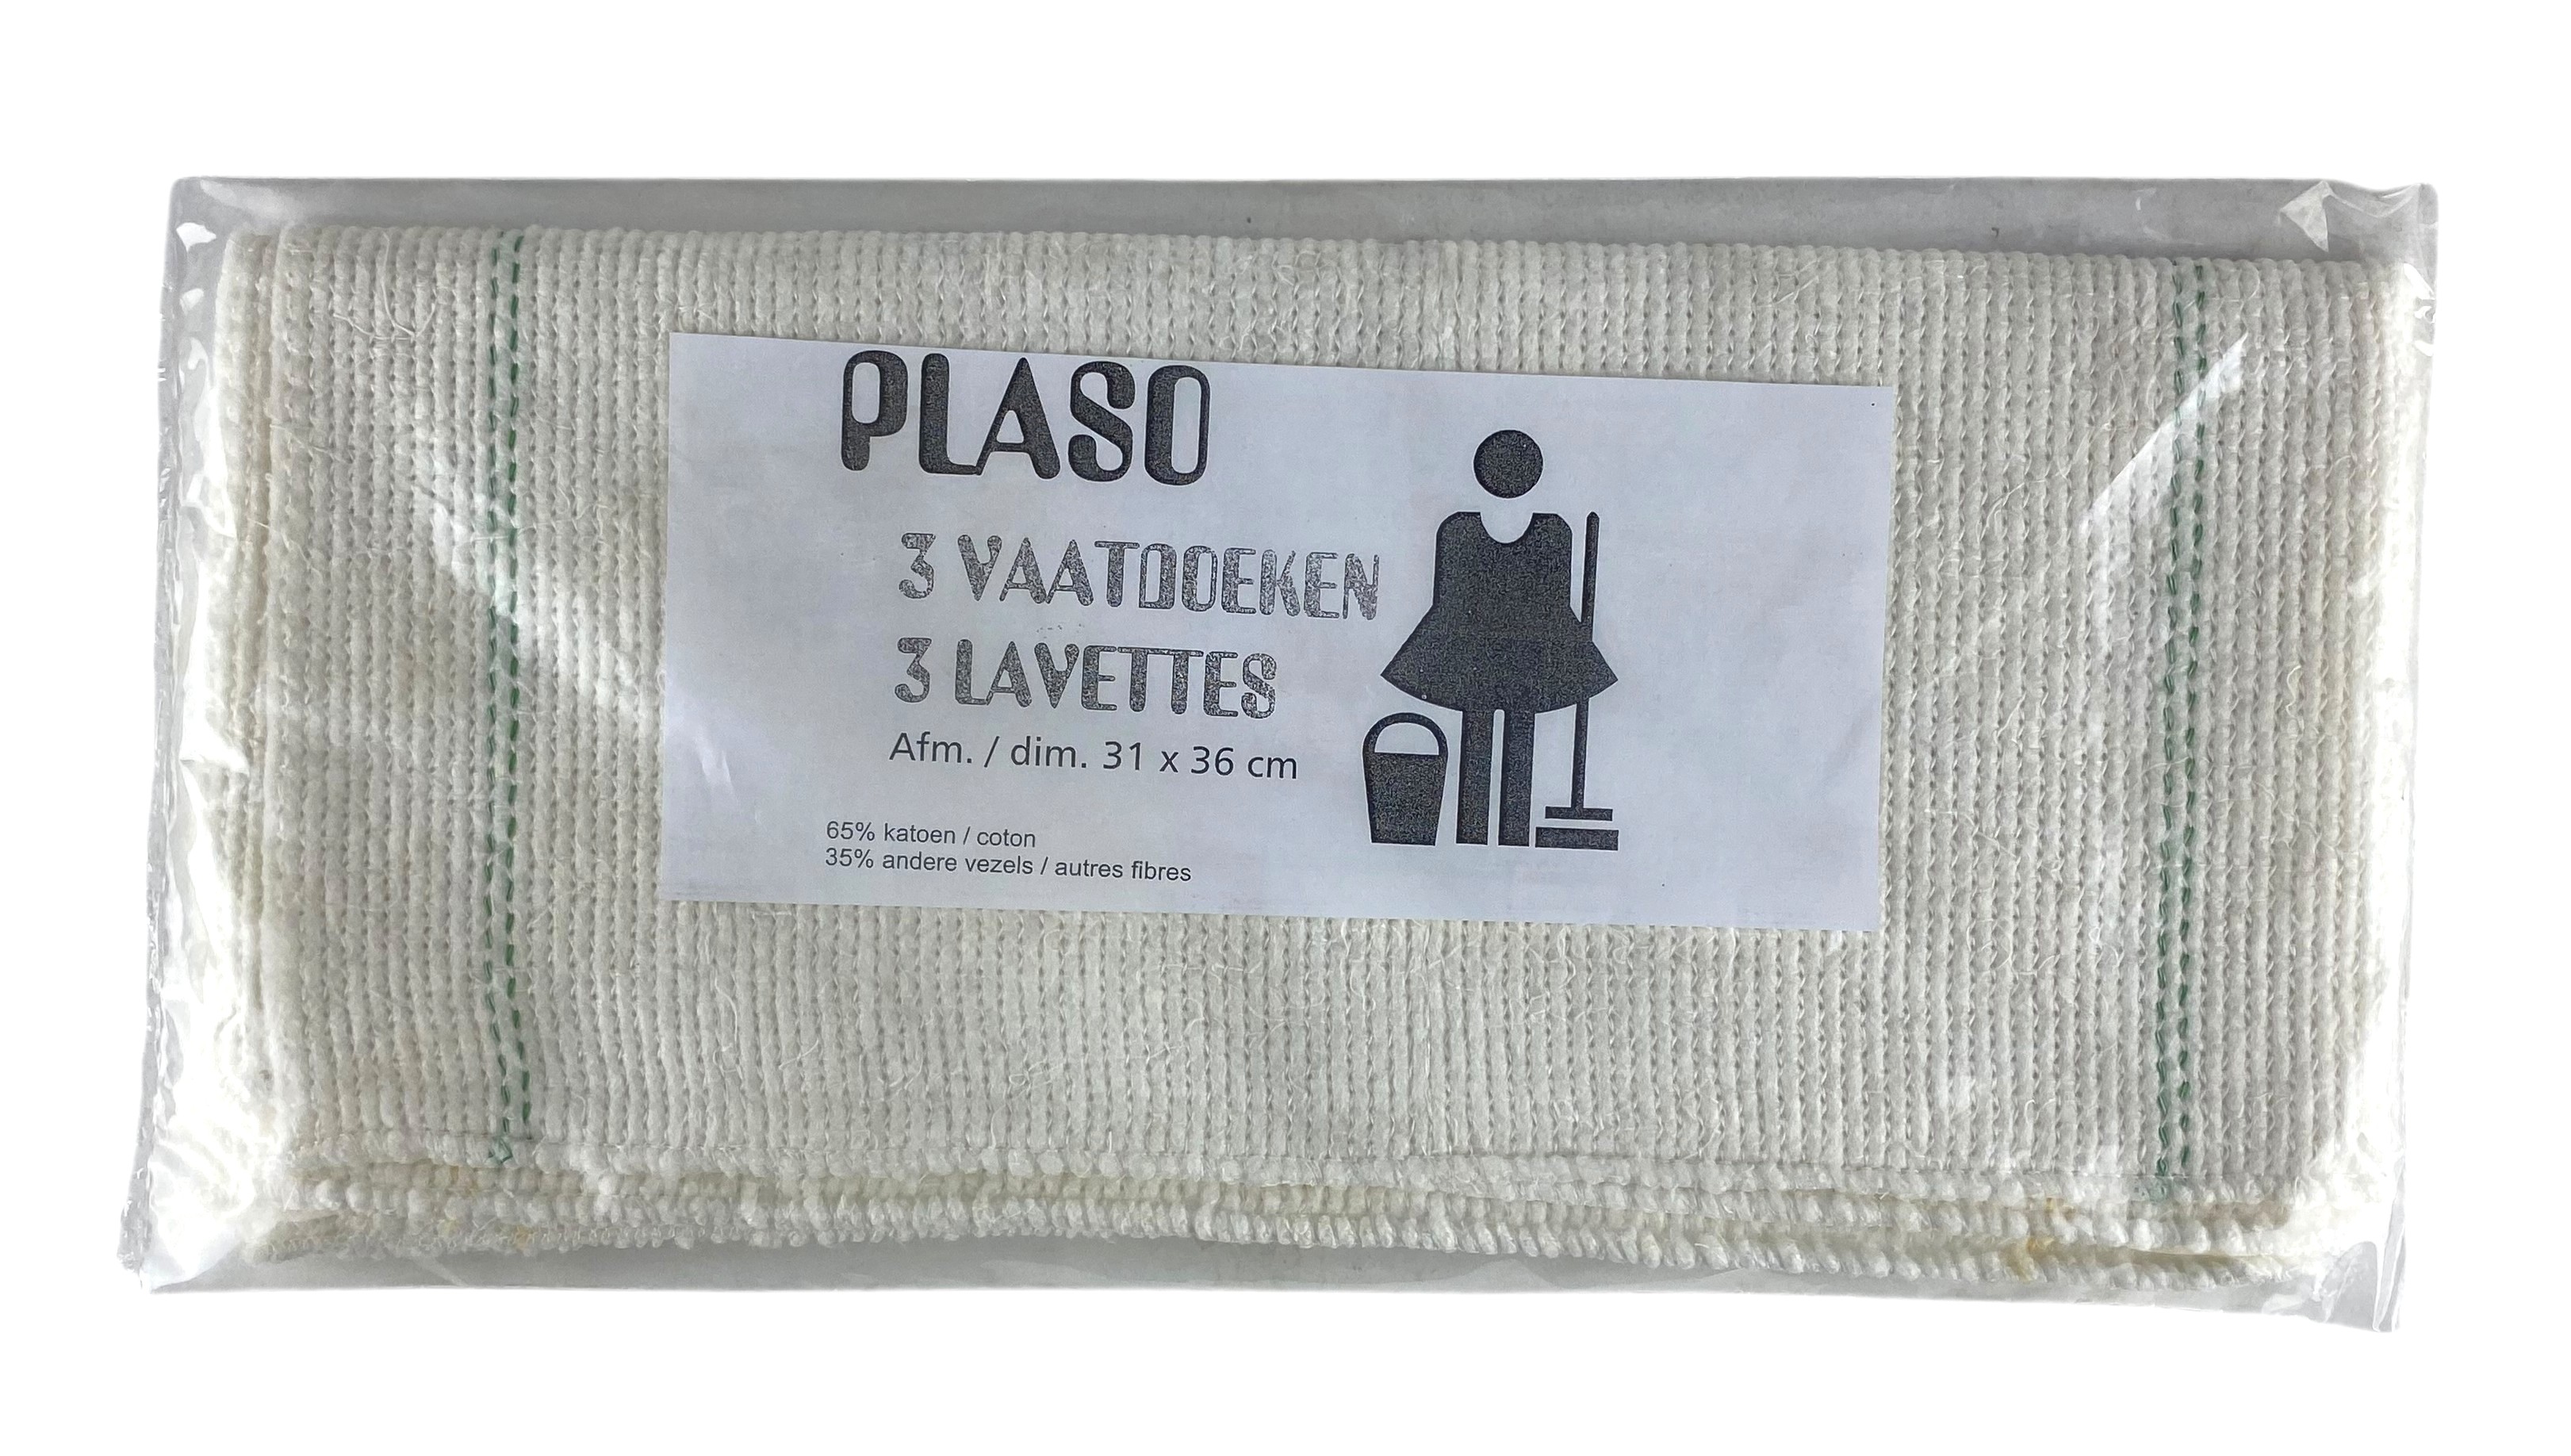 PLASO
3 VAATDOEKEN
3 LAVETTES
Afm. / dim. 31 x 36 cm
65% katoen / coton
35% andere vezels / autres fibres